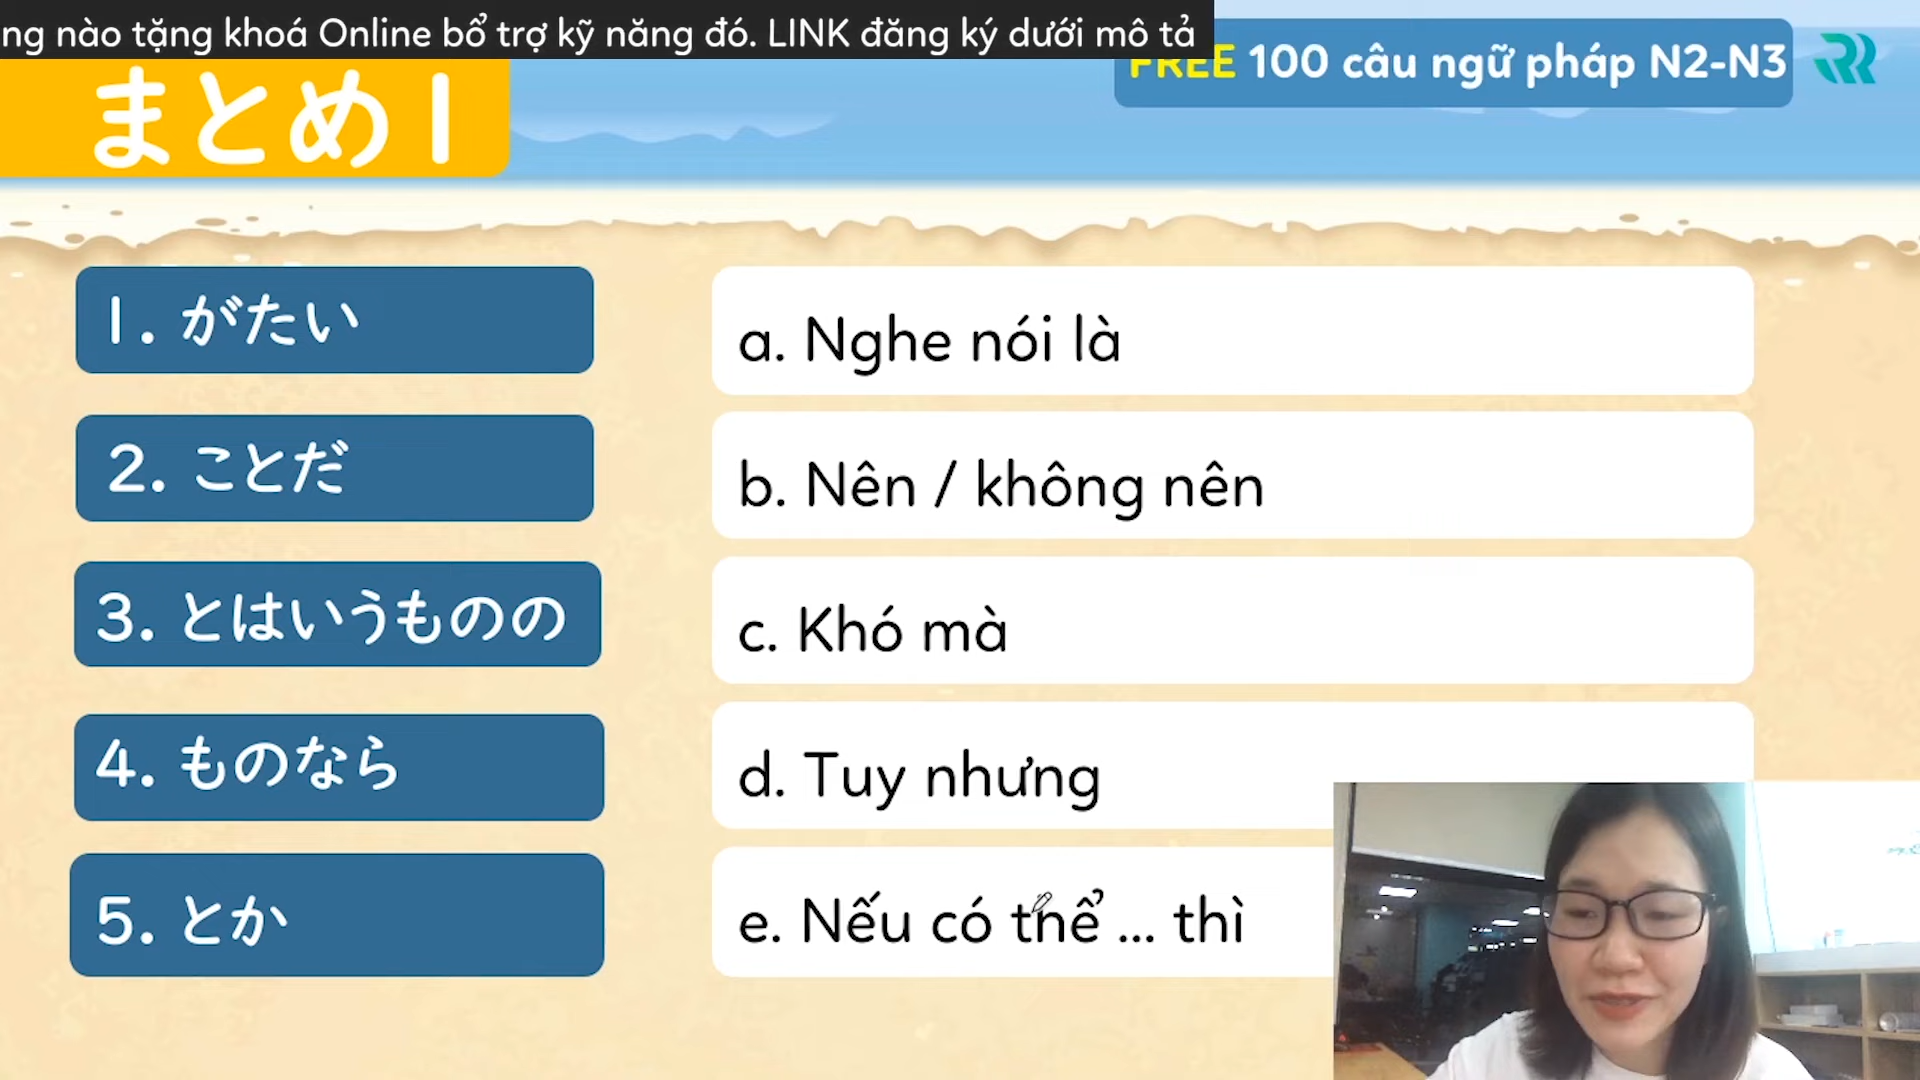 ng nào tặng khoá Online bổ trợ kỹ năng đó. LINK đăng ký dưới mô tả
FREE 100 câu ngữ pháp N2-N3
まとめ1
1. がたい
a. Nghe nói là
2. ことだ
b. Nên / không nên
3. とはいうものの
c. Khó mà
4. ものなら
d. Tuy nhưng
5. とか
e. Nếu có thể ... thì